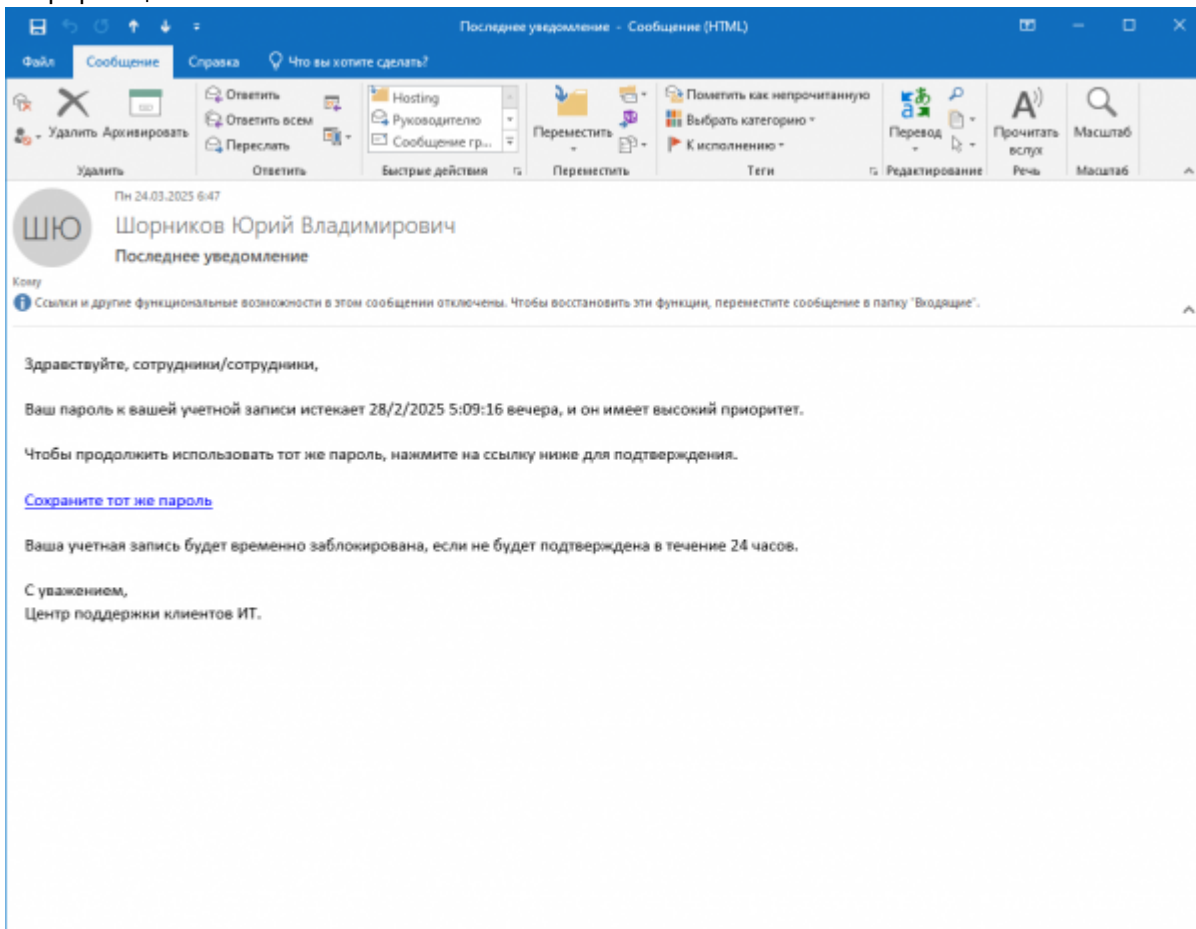 Последнее уведомление - Сообщение (HTML)
Файл Сообщение Справка Что вы хотите сделать?
Удалить Архивировать
Удалить
Ответить
Ответить всем
Переслать
Ответить
Hosting
Руководителю
Сообщение гр...
Быстрые действия
Переместить
Переместить
Пометить как непрочитанную
Выбрать категорию
К исполнению
Теги
Перевод
Редактирование
Прочитать
вслух
Речь
Масштаб
Масштаб
Пн 24.03.2025 6:47
ШЮ
Шорников Юрий Владимирович
Последнее уведомление
Кому
Ссылки и другие функциональные возможности в этом сообщении отключены. Чтобы восстановить эти функции, переместите сообщение в папку "Входящие".
Здравствуйте, сотрудники/сотрудники,
Ваш пароль к вашей учетной записи истекает 28/2/2025 5:09:16 вечера, и он имеет высокий приоритет.
Чтобы продолжить использовать тот же пароль, нажмите на ссылку ниже для подтверждения.
Сохраните тот же пароль
Ваша учетная запись будет временно заблокирована, если не будет подтверждена в течение 24 часов.
С уважением,
Центр поддержки клиентов ИТ.